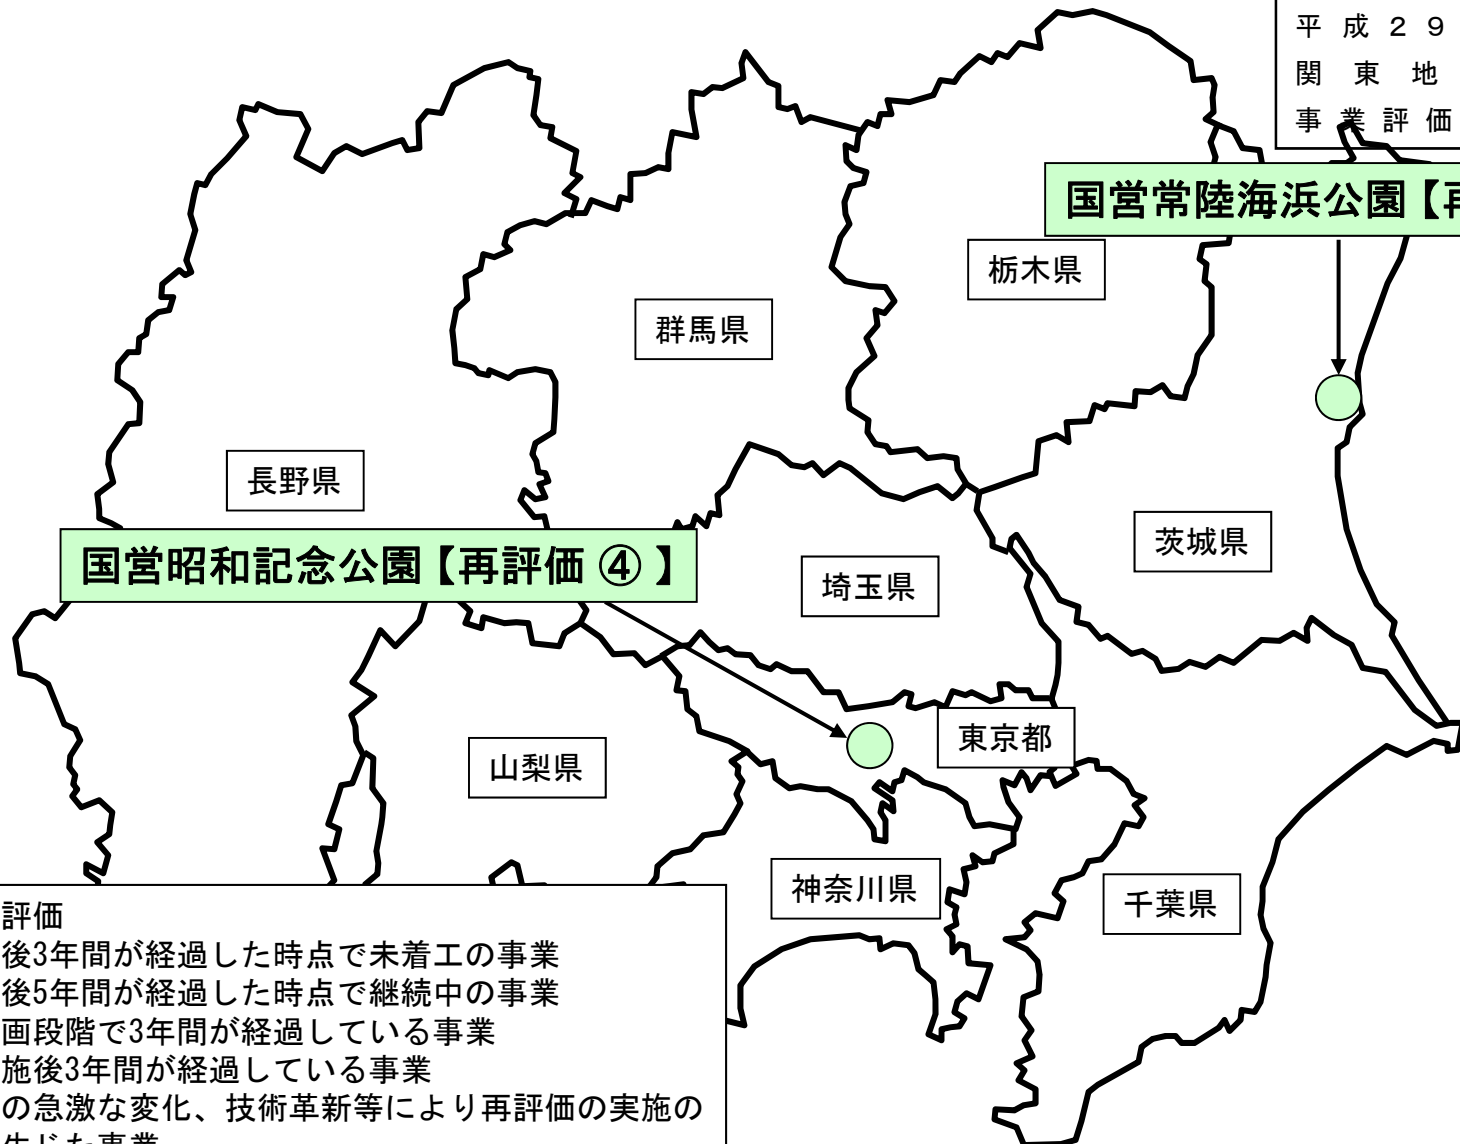 平成２９
関東地
事業評価
国営常陸海浜公園【再
栃木県
群馬県
長野県
茨城県
国営昭和記念公園【再評価 ④ 】
埼玉県
東京都
山梨県
神奈川県
千葉県
評価
後3年間が経過した時点で未着工の事業
後5年間が経過した時点で継続中の事業
画段階で3年間が経過している事業
施後3年間が経過している事業
の急激な変化、技術革新等により再評価の実施の
生じた事業